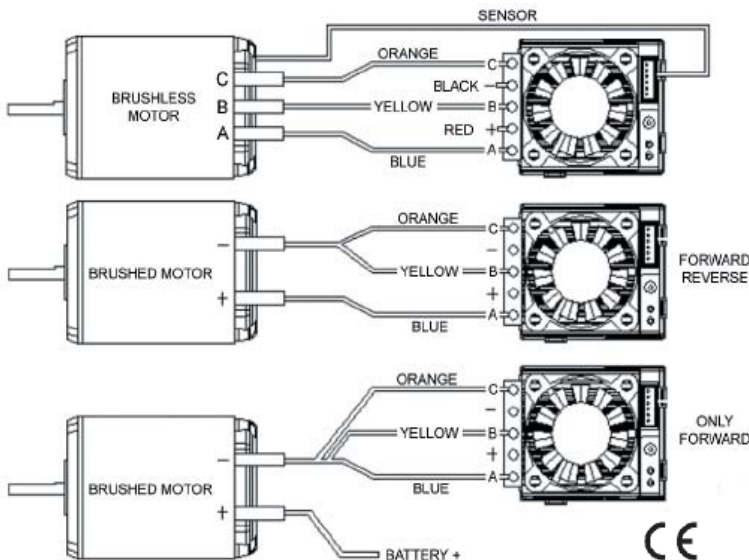 SENSOR
ORANGE
C C
BLACK −
BRUSHLESS
MOTOR
B YELLOW B
A RED +
BLUE A
ORANGE C
− −
BRUSHED MOTOR YELLOW B
+ +
BLUE A
FORWARD
REVERSE
ORANGE C
−
− YELLOW B
BRUSHED MOTOR +
BLUE A
+
BATTERY +
ONLY
FORWARD
CE